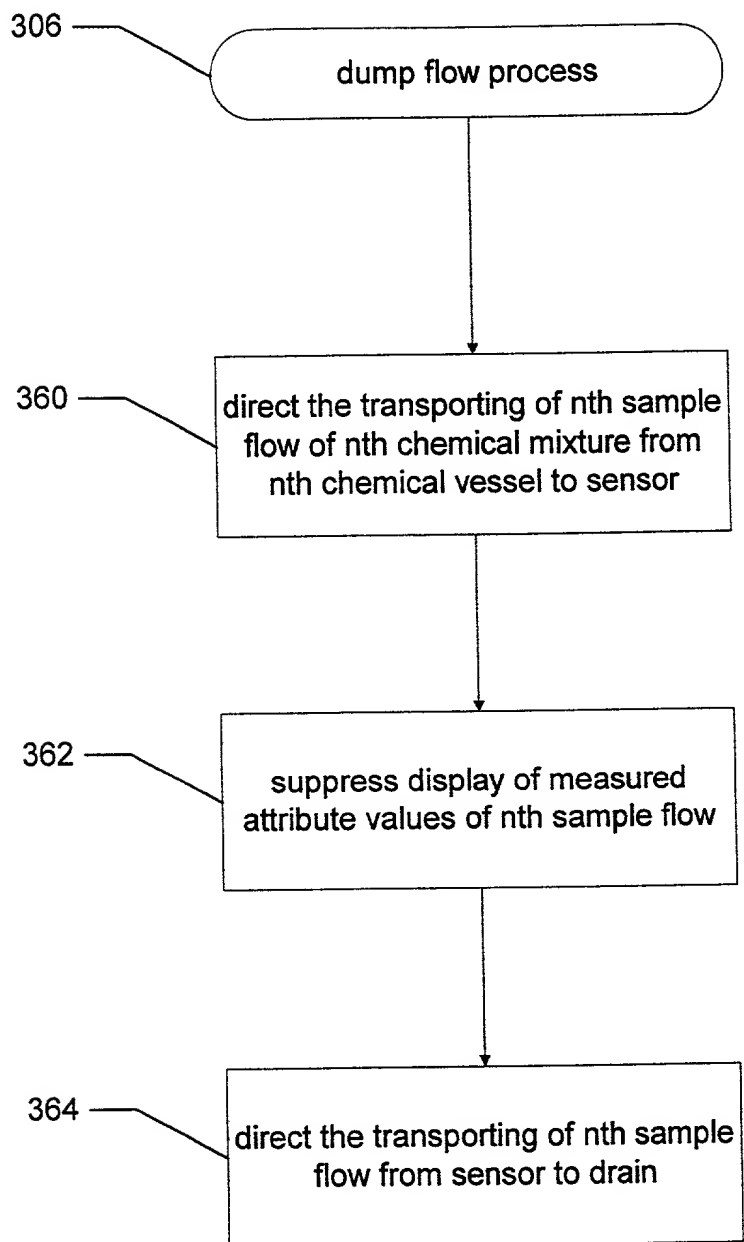 306
dump flow process
360
direct the transporting of nth sample
flow of nth chemical mixture from
nth chemical vessel to sensor
362
suppress display of measured
attribute values of nth sample flow
364
direct the transporting of nth sample
flow from sensor to drain